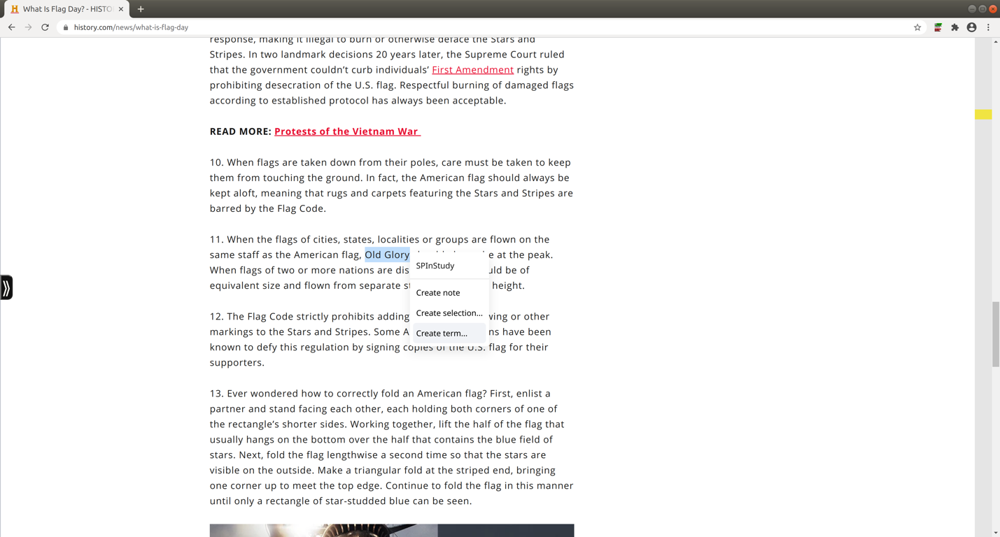 What Is Flag Day? - HISTO
history.com/news/what-is-flag-day
response, making it illegal to burn or otherwise deface the Stars and
Stripes. In two landmark decisions 20 years later, the Supreme Court ruled
that the government couldn’t curb individuals’ First Amendment rights by
prohibiting desecration of the U.S. flag. Respectful burning of damaged flags
according to established protocol has always been acceptable.
READ MORE: Protests of the Vietnam War
10. When flags are taken down from their poles, care must be taken to keep
them from touching the ground. In fact, the American flag should always be
kept aloft, meaning that rugs and carpets featuring the Stars and Stripes are
barred by the Flag Code.
11. When the flags of cities, states, localities or groups are flown on the
same staff as the American flag, Old Glory at the peak.
When flags of two or more nations are be of
equivalent size and flown from separate height.
12. The Flag Code strictly prohibits adding or other
markings to the Stars and Stripes. Some have been
known to defy this regulation by signing copies of the U.S. flag for their
supporters.
13. Ever wondered how to correctly fold an American flag? First, enlist a
partner and stand facing each other, each holding both corners of one of
the rectangle’s shorter sides. Working together, lift the half of the flag that
usually hangs on the bottom over the half that contains the blue field of
stars. Next, fold the flag lengthwise a second time so that the stars are
visible on the outside. Make a triangular fold at the striped end, bringing
one corner up to meet the top edge. Continue to fold the flag in this manner
until only a rectangle of star-studded blue can be seen.
SPInStudy
Create note
Create selection...
Create term...